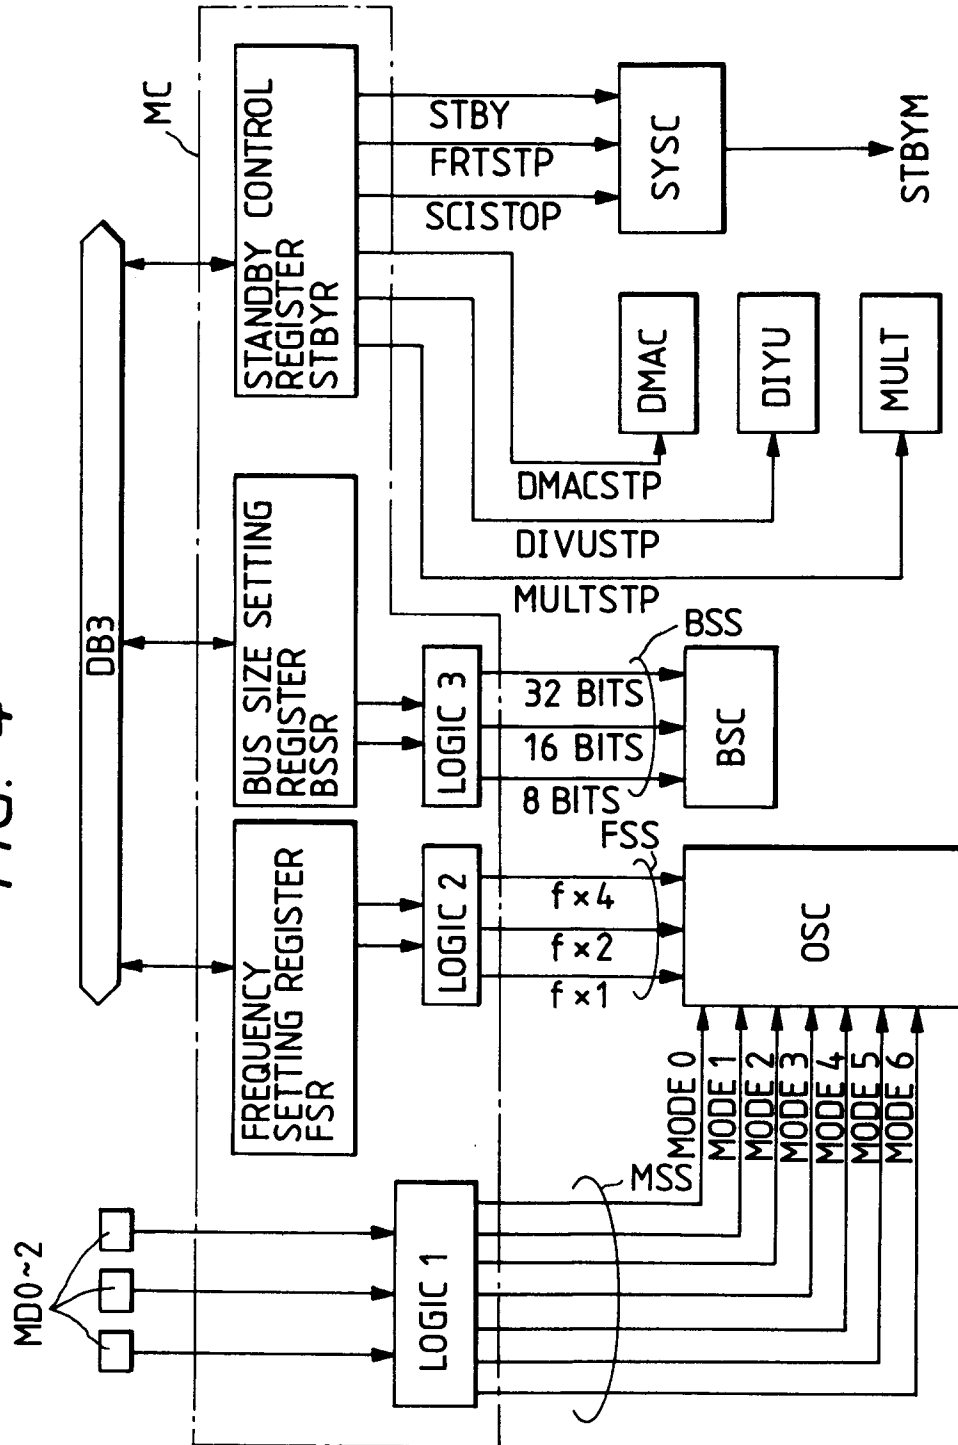 FIG. 4
MD0~2
DB3
MC
FREQUENCY
SETTING REGISTER
FSR
BUS SIZE SETTING
REGISTER
BSSR
STANDBY CONTROL
REGISTER
STBYR
LOGIC 1
LOGIC 2
LOGIC 3
MSS
MODE 0
MODE 1
MODE 2
MODE 3
MODE 4
MODE 5
MODE 6
f×1
f×2
f×4
FSS
OSC
8 BITS
16 BITS
32 BITS
BSS
BSC
MULTSTP
DIVUSTP
DMACSTP
SCISTOP
FRTSTP
STBY
DMAC
DIYU
MULT
SYSC
STBYM